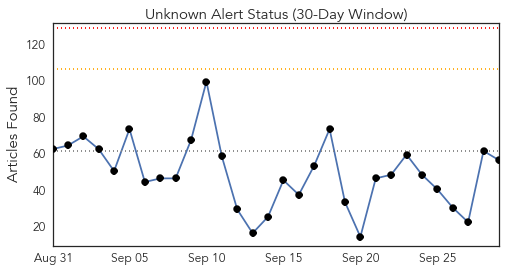 Unknown Alert Status (30-Day Window)
Articles Found
120
100
80
60
40
20
Aug 31 Sep 05 Sep 10 Sep 15 Sep 20 Sep 25